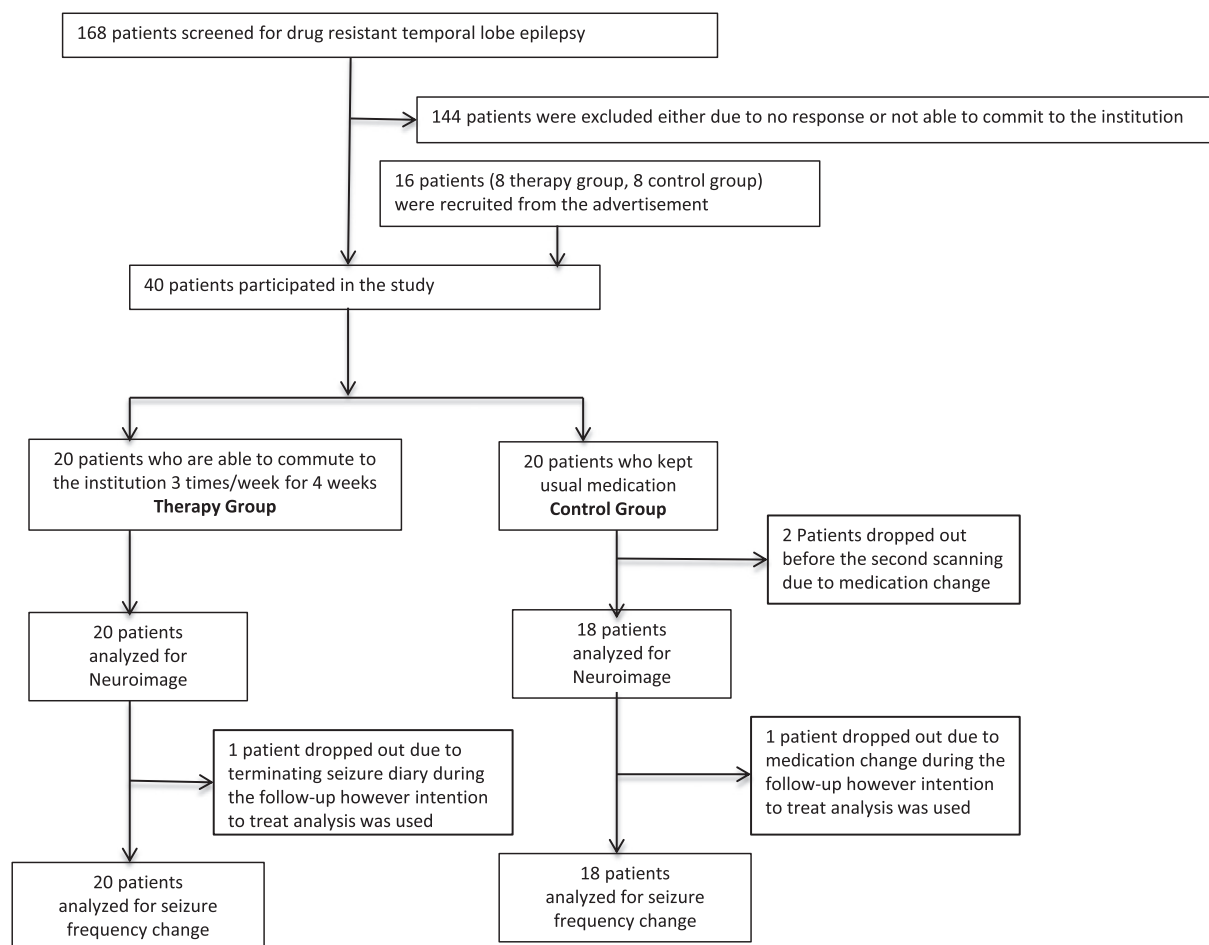 168 patients screened for drug resistant temporal lobe epilepsy
144 patients were excluded either due to no response or not able to commit to the institution
16 patients (8 therapy group, 8 control group)
were recruited from the advertisement
40 patients participated in the study
20 patients who are able to commute to
the institution 3 times/week for 4 weeks
Therapy Group
20 patients who kept
usual medication
Control Group
2 Patients dropped out
before the second scanning
due to medication change
20 patients
analyzed for
Neuroimage
18 patients
analyzed for
Neuroimage
1 patient dropped out due to
terminating seizure diary during
the follow-up however intention
to treat analysis was used
1 patient dropped out due to
medication change during the
follow-up however intention
to treat analysis was used
20 patients
analyzed for seizure
frequency change
18 patients
analyzed for seizure
frequency change